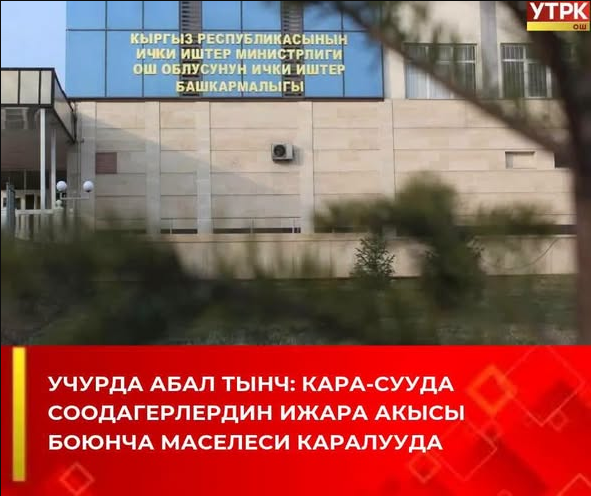 УТРК
ОШ
КЫРГЫЗ РЕСПУБЛИКАСЫНЫН
ИЧКИ ИШТЕР МИНИСТРЛИГИ
ОШ ОБЛУСУНУН ИЧКИ ИШТЕР
БАШКАРМАЛЫГЫ
УЧУРДА АБАЛ ТЫНЧ: КАРА-СУУДА
СООДАГЕРЛЕРДИН ИЖАРА АКЫСЫ
БОЮНЧА МАСЕЛЕСИ КАРАЛУУДА